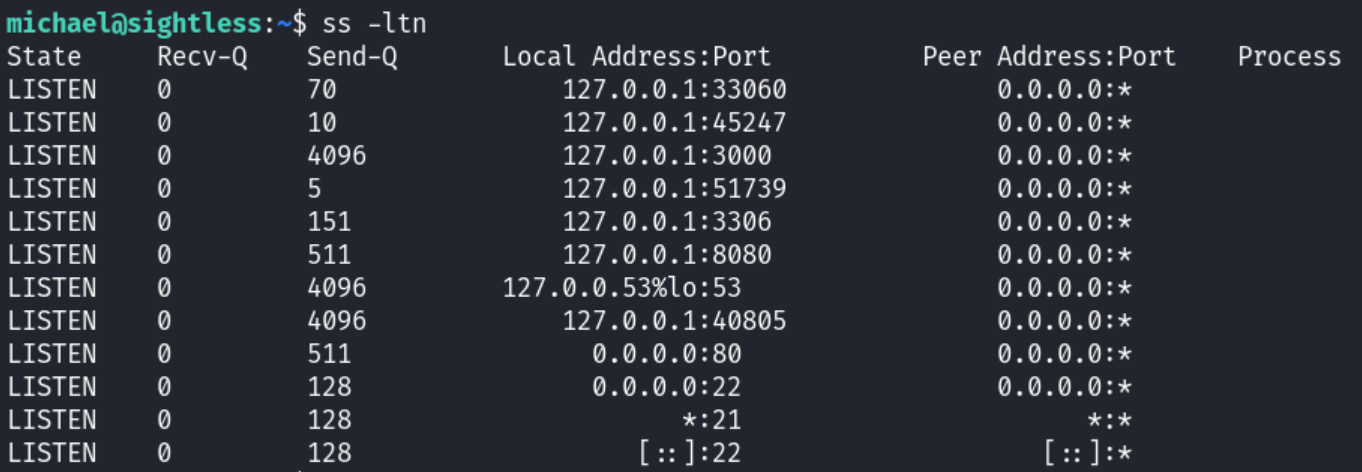 michael@sightless:~$ ss -ltn
State Recv-Q Send-Q Local Address:Port Peer Address:Port Process
LISTEN 0 70 127.0.0.1:33060 0.0.0.0:*
LISTEN 0 10 127.0.0.1:45247 0.0.0.0:*
LISTEN 0 4096 127.0.0.1:3000 0.0.0.0:*
LISTEN 0 5 127.0.0.1:51739 0.0.0.0:*
LISTEN 0 151 127.0.0.1:3306 0.0.0.0:*
LISTEN 0 511 127.0.0.1:8080 0.0.0.0:*
LISTEN 0 4096 127.0.0.53%lo:53 0.0.0.0:*
LISTEN 0 4096 127.0.0.1:40805 0.0.0.0:*
LISTEN 0 511 0.0.0.0:80 0.0.0.0:*
LISTEN 0 128 0.0.0.0:22 0.0.0.0:*
LISTEN 0 128 *:21 *:*
LISTEN 0 128 [::]:22 [::]:*